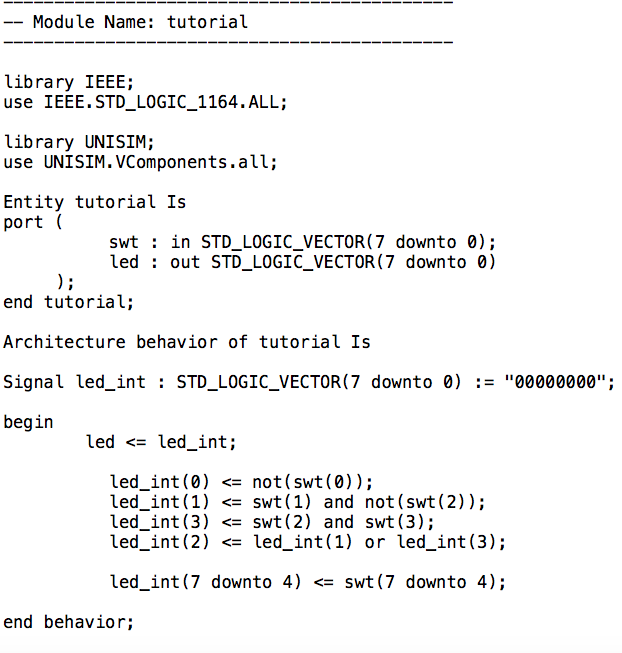 --------------------------------------------
-- Module Name: tutorial
--------------------------------------------
library IEEE;
use IEEE.STD_LOGIC_1164.ALL;
library UNISIM;
use UNISIM.VComponents.all;
Entity tutorial Is
port (
swt : in STD_LOGIC_VECTOR(7 downto 0);
led : out STD_LOGIC_VECTOR(7 downto 0)
);
end tutorial;
Architecture behavior of tutorial Is
Signal led_int : STD_LOGIC_VECTOR(7 downto 0) := "00000000";
begin
led <= led_int;
led_int(0) <= not(swt(0));
led_int(1) <= swt(1) and not(swt(2));
led_int(3) <= swt(2) and swt(3);
led_int(2) <= led_int(1) or led_int(3);
led_int(7 downto 4) <= swt(7 downto 4);
end behavior;